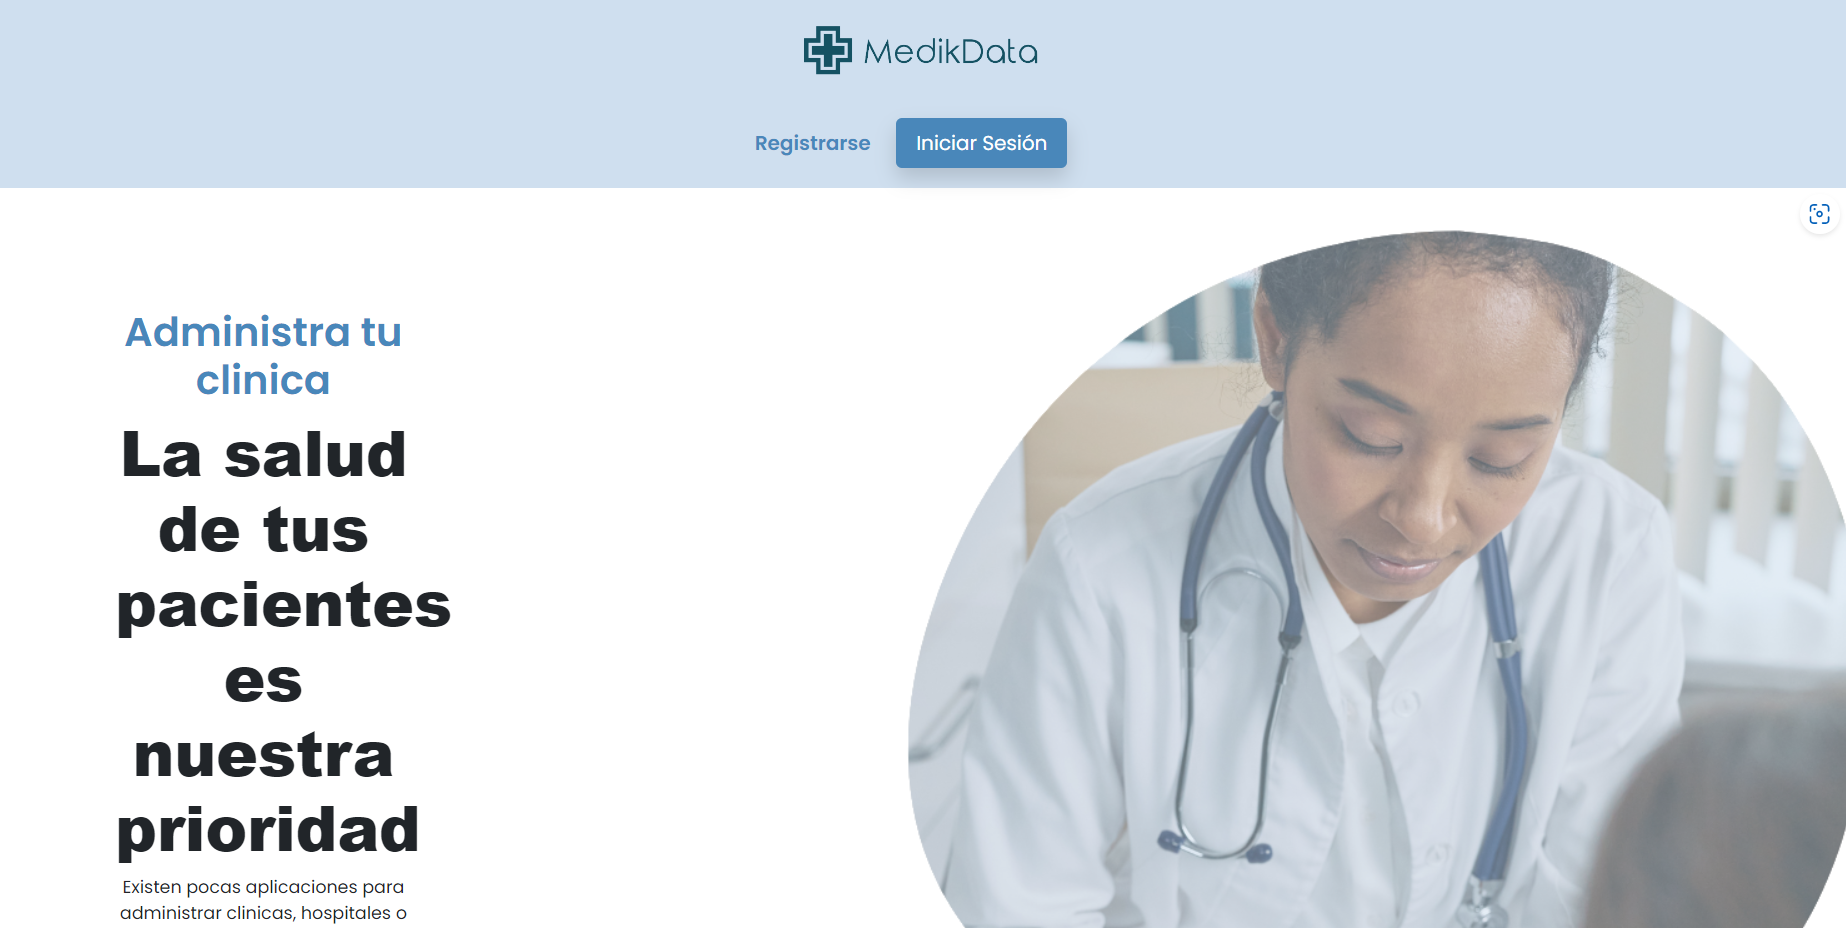 MedikData
Registrarse
Iniciar Sesión
Administra tu
clinica
La salud
de tus
pacientes
es
nuestra
prioridad
Existen pocas aplicaciones para
administrar clinicas, hospitales o